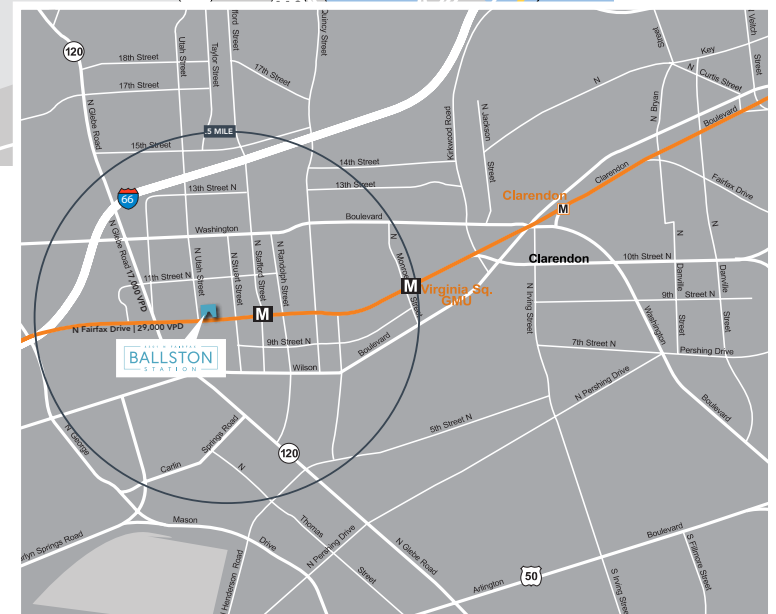 120
18th Street
17th Street
Utah Street
Taylor Street
fford St
Quincy Street
17th Street
N Glebe Road
.5 MILE
15th Street
Kirkwood Road
N Jackson
Street
N
Street
Key
N Curtis Street
Veitch
Street
N Bryan
Boulevard
14th Street
13th Street
13th Street N
66
Clarendon
Clarendon
M
Fairfax Drive
Boulevard
Washington
N Glebe Road
17,000 VPD
N Utah Street
N Stuart Street
N Stafford Street
N Randolph Street
11th Street N
N
Monroe
Street
M
Virginia Sq.
GMU
Clarendon
10th Street N
N
Danville
Street
N
Danville
Street
N Irving Street
9th Street N
Washington
Boulevard
7th Street N
Pershing Drive
M
N Fairfax Drive | 29,000 VPD
BALLSTON
STATION
9th Street N
Boulevard
Wilson
N Pershing Drive
5th Street N
N George
Carlin
Springs Road
120
N
Thomas
Street
Mason
Drive
rlyn Springs Road
N Pershing Drive
N Glebe Road
Henderson Road
Arlington
50
Boulevard
S Irving Str
S Fillmore Street